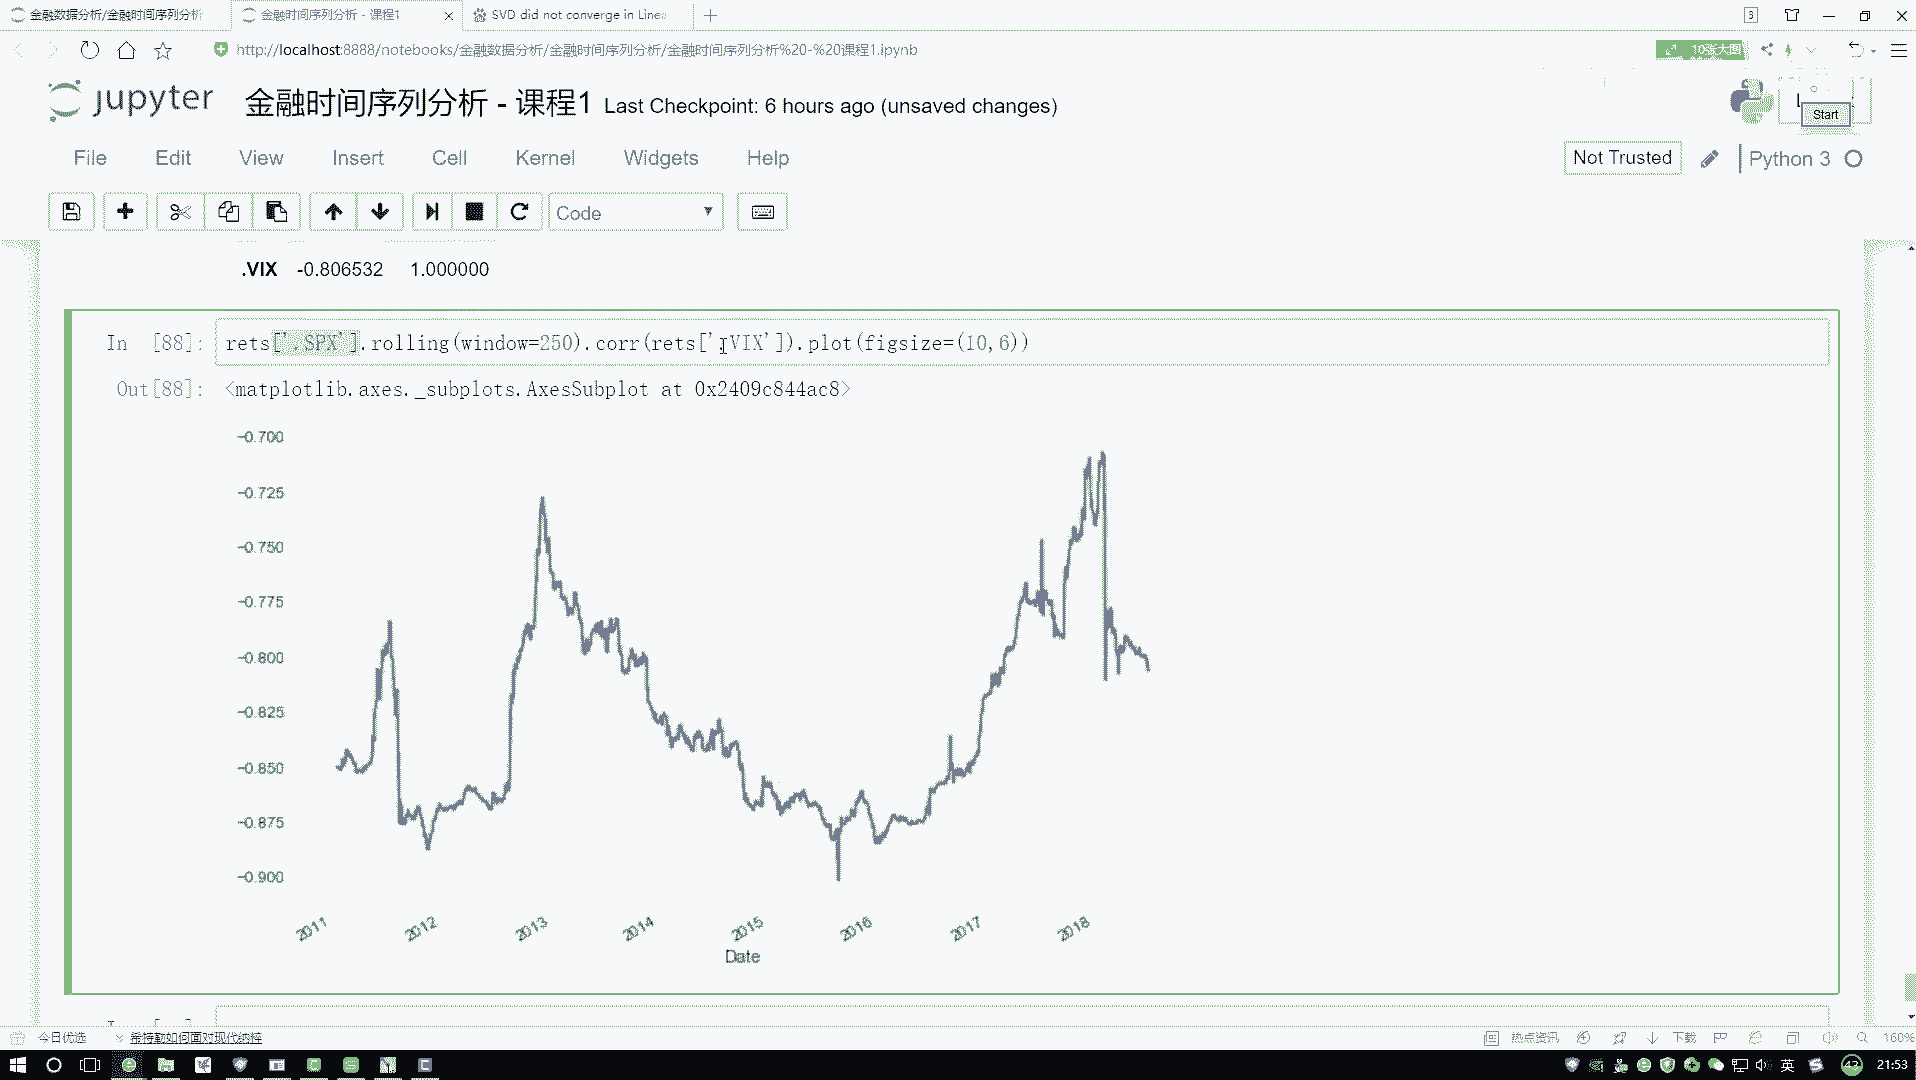 金融数据分析/金融时间序列分析
金融时间序列分析 - 课程1
SVD did not converge in Linea
http://localhost:8888/notebooks/金融数据分析/金融时间序列分析/金融时间序列分析%20-%20课程1.ipynb
10张大图
jupyter 金融时间序列分析 - 课程1 Last Checkpoint: 6 hours ago (unsaved changes)
Start
File Edit View Insert Cell Kernel Widgets Help
Not Trusted
Python 3
Code
.VIX -0.806532 1.000000
In [88]: rets['.SPX'].rolling(window=250).corr(rets['.VIX']).plot(figsize=(10,6))
Out[88]: <matplotlib.axes._subplots.AxesSubplot at 0x2409c844ac8>
−0.700
−0.725
−0.750
−0.775
−0.800
−0.825
−0.850
−0.875
−0.900
2011 2012 2013 2014 2015 2016 2017 2018
Date
今日优选
希特勒如何面对现代纳粹
热点资讯
下载
160%
英
43
21:53